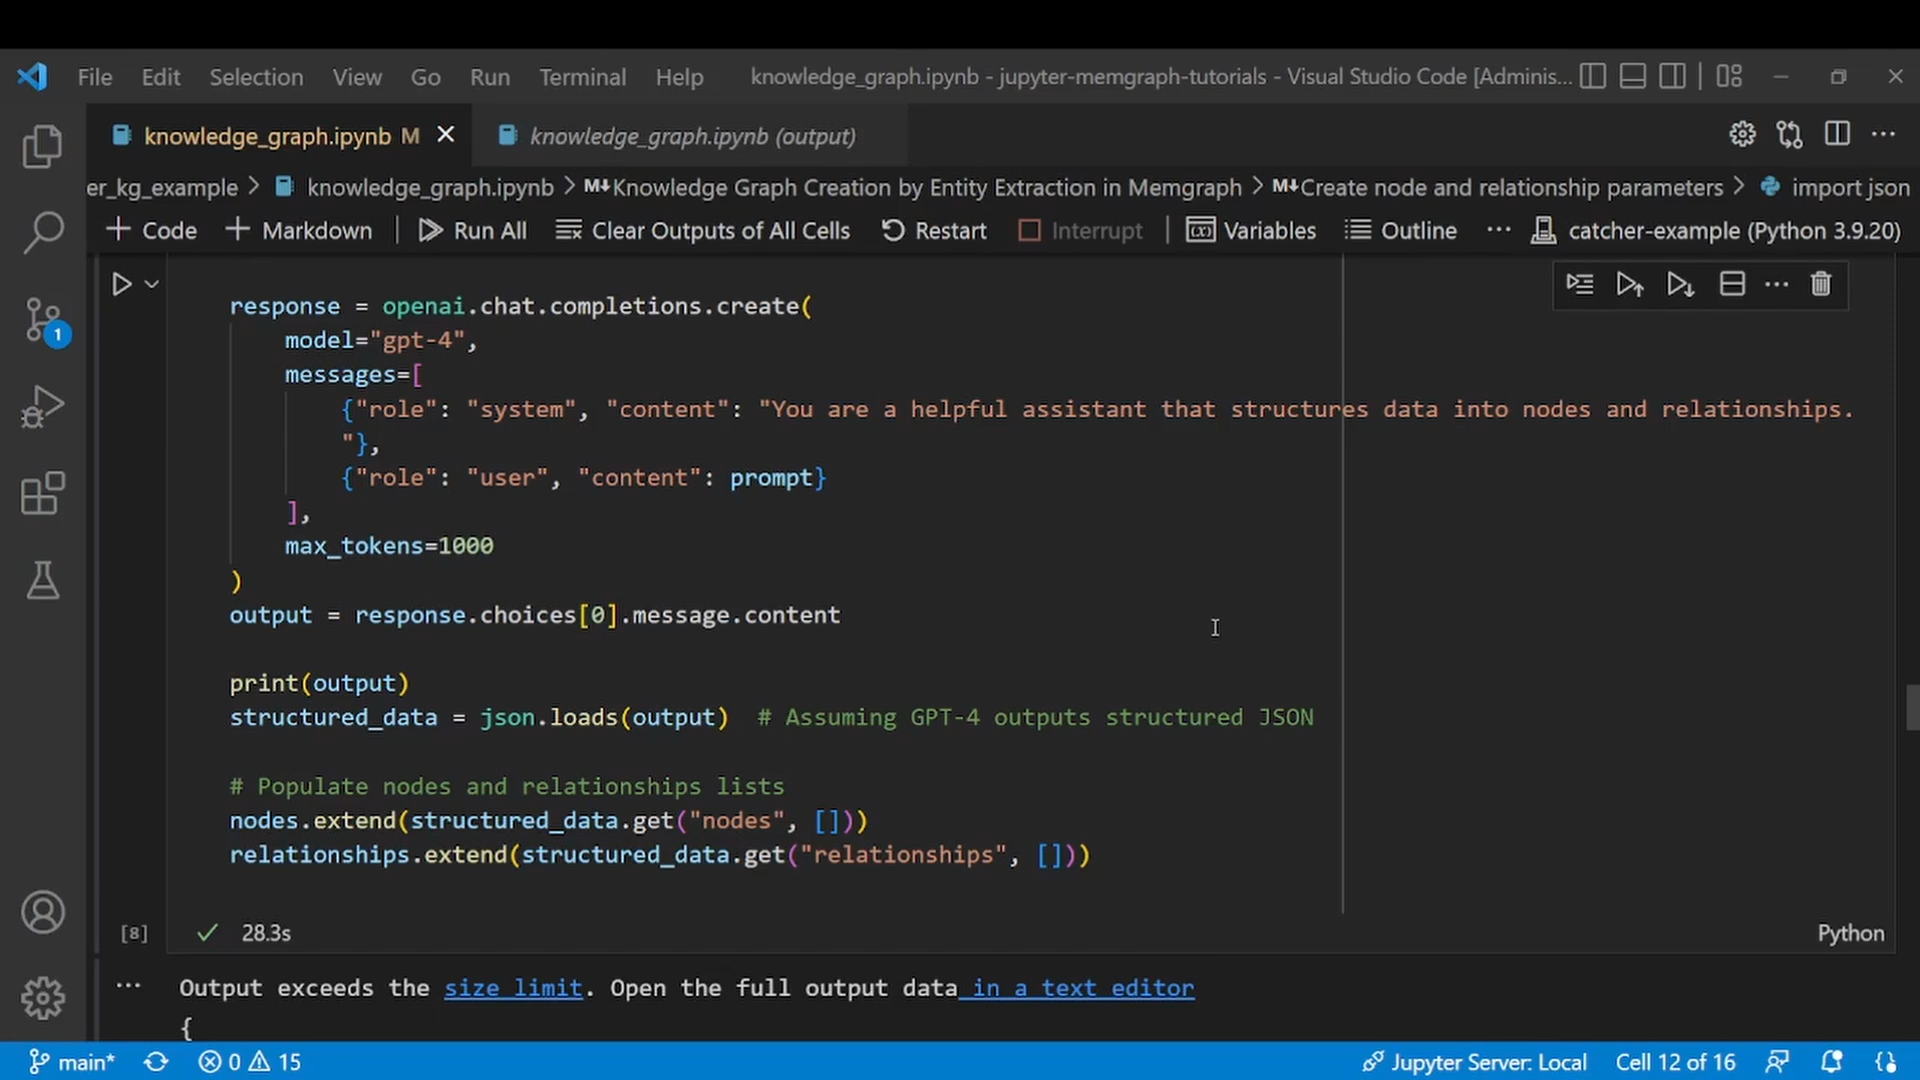 File Edit Selection View Go Run Terminal Help knowledge_graph.ipynb - jupyter-memgraph-tutorials - Visual Studio Code [Adminis...
knowledge_graph.ipynb M knowledge_graph.ipynb (output)
er_kg_example > knowledge_graph.ipynb > M↓Knowledge Graph Creation by Entity Extraction in Memgraph > M↓Create node and relationship parameters > import json
+ Code + Markdown Run All Clear Outputs of All Cells Restart Interrupt Variables Outline ... catcher-example (Python 3.9.20)
response = openai.chat.completions.create(
model="gpt-4",
messages=[
{"role": "system", "content": "You are a helpful assistant that structures data into nodes and relationships.
"},
{"role": "user", "content": prompt}
],
max_tokens=1000
)
output = response.choices[0].message.content
print(output)
structured_data = json.loads(output)  # Assuming GPT-4 outputs structured JSON
# Populate nodes and relationships lists
nodes.extend(structured_data.get("nodes", []))
relationships.extend(structured_data.get("relationships", []))
[8] 28.3s Python
... Output exceeds the size limit. Open the full output data in a text editor
{
1
main* 0 15 Jupyter Server: Local Cell 12 of 16